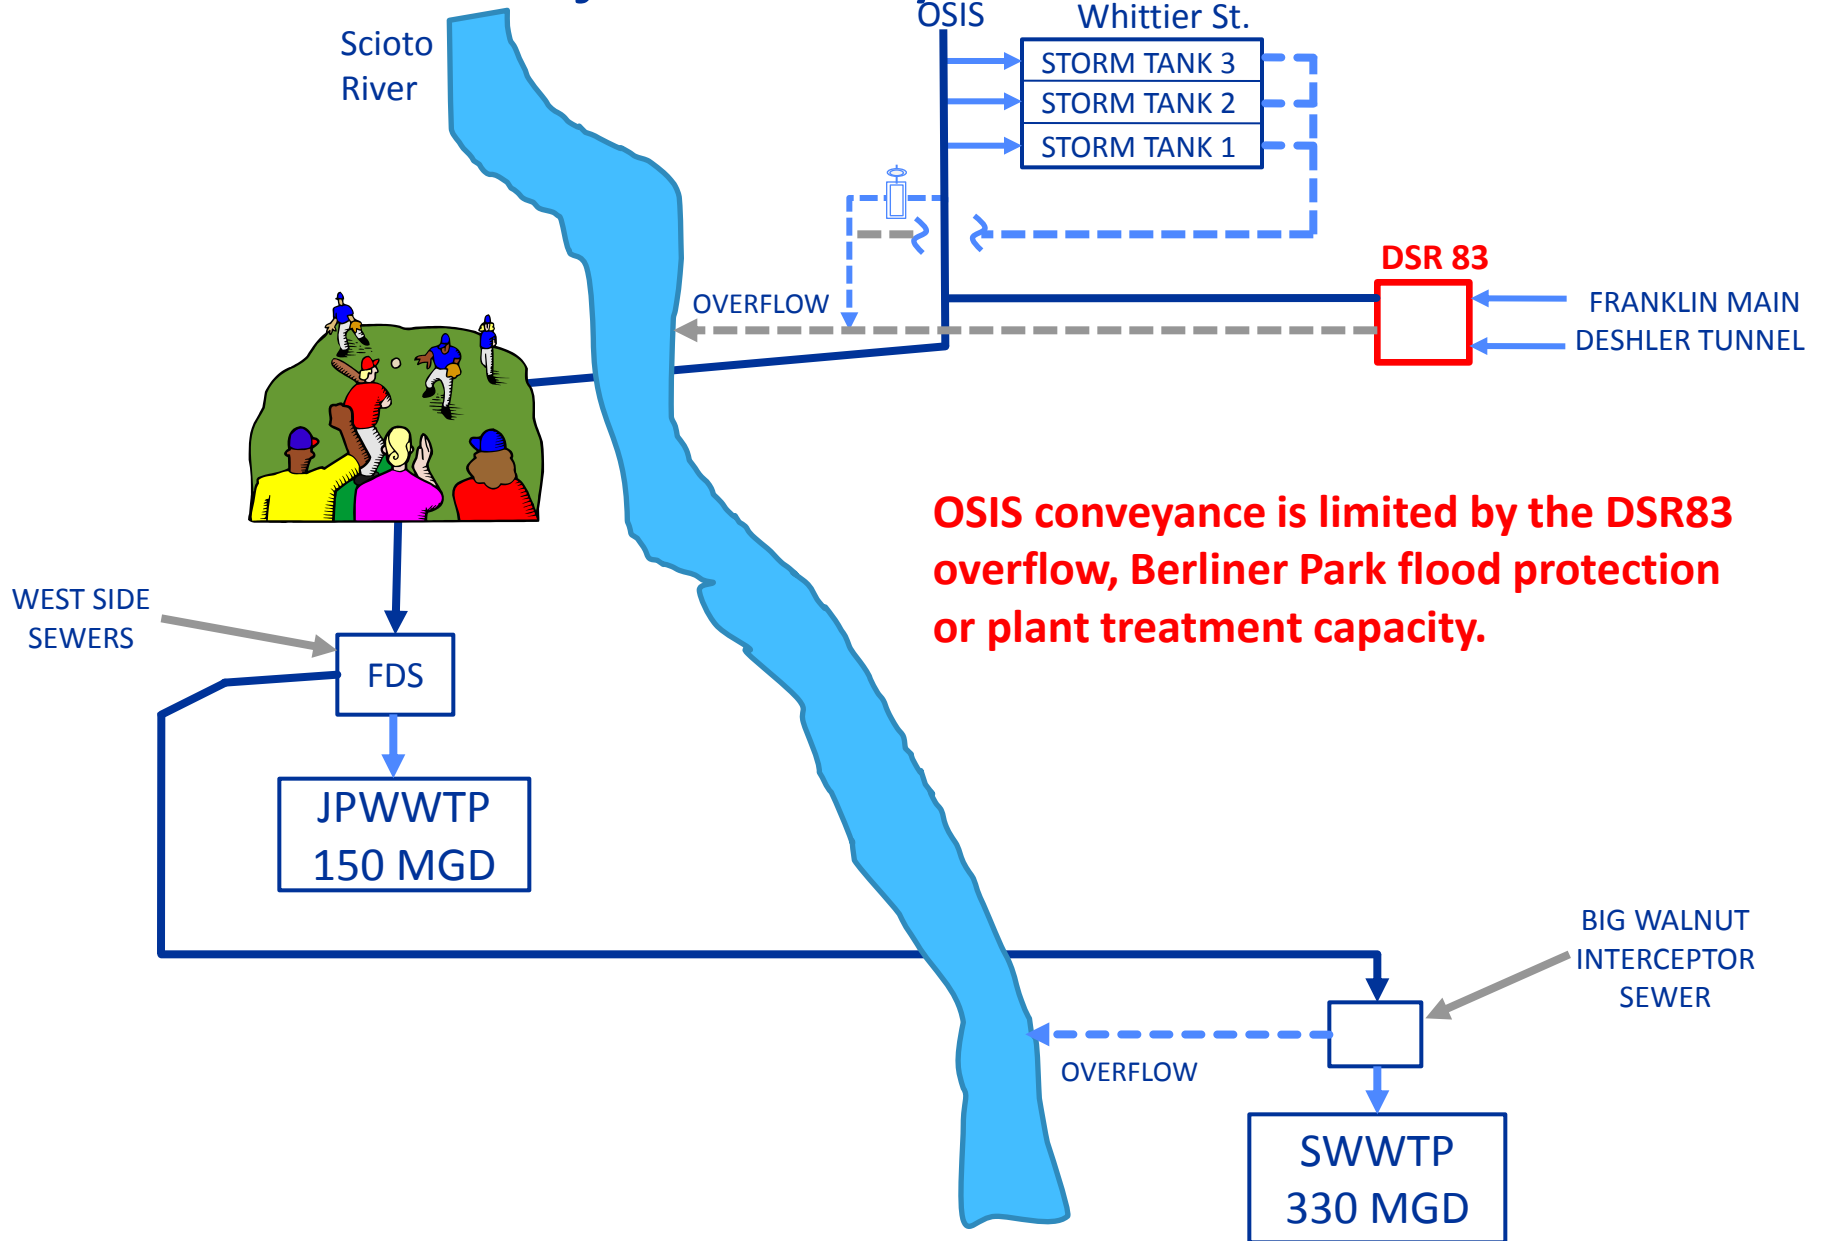 OSIS
Whittier St.
Scioto
River
STORM TANK 3
STORM TANK 2
STORM TANK 1
DSR 83
OVERFLOW
FRANKLIN MAIN
DESHLER TUNNEL
OSIS conveyance is limited by the DSR83
overflow, Berliner Park flood protection
or plant treatment capacity.
WEST SIDE
SEWERS
FDS
JPWWTP
150 MGD
BIG WALNUT
INTERCEPTOR
SEWER
OVERFLOW
SWWTP
330 MGD